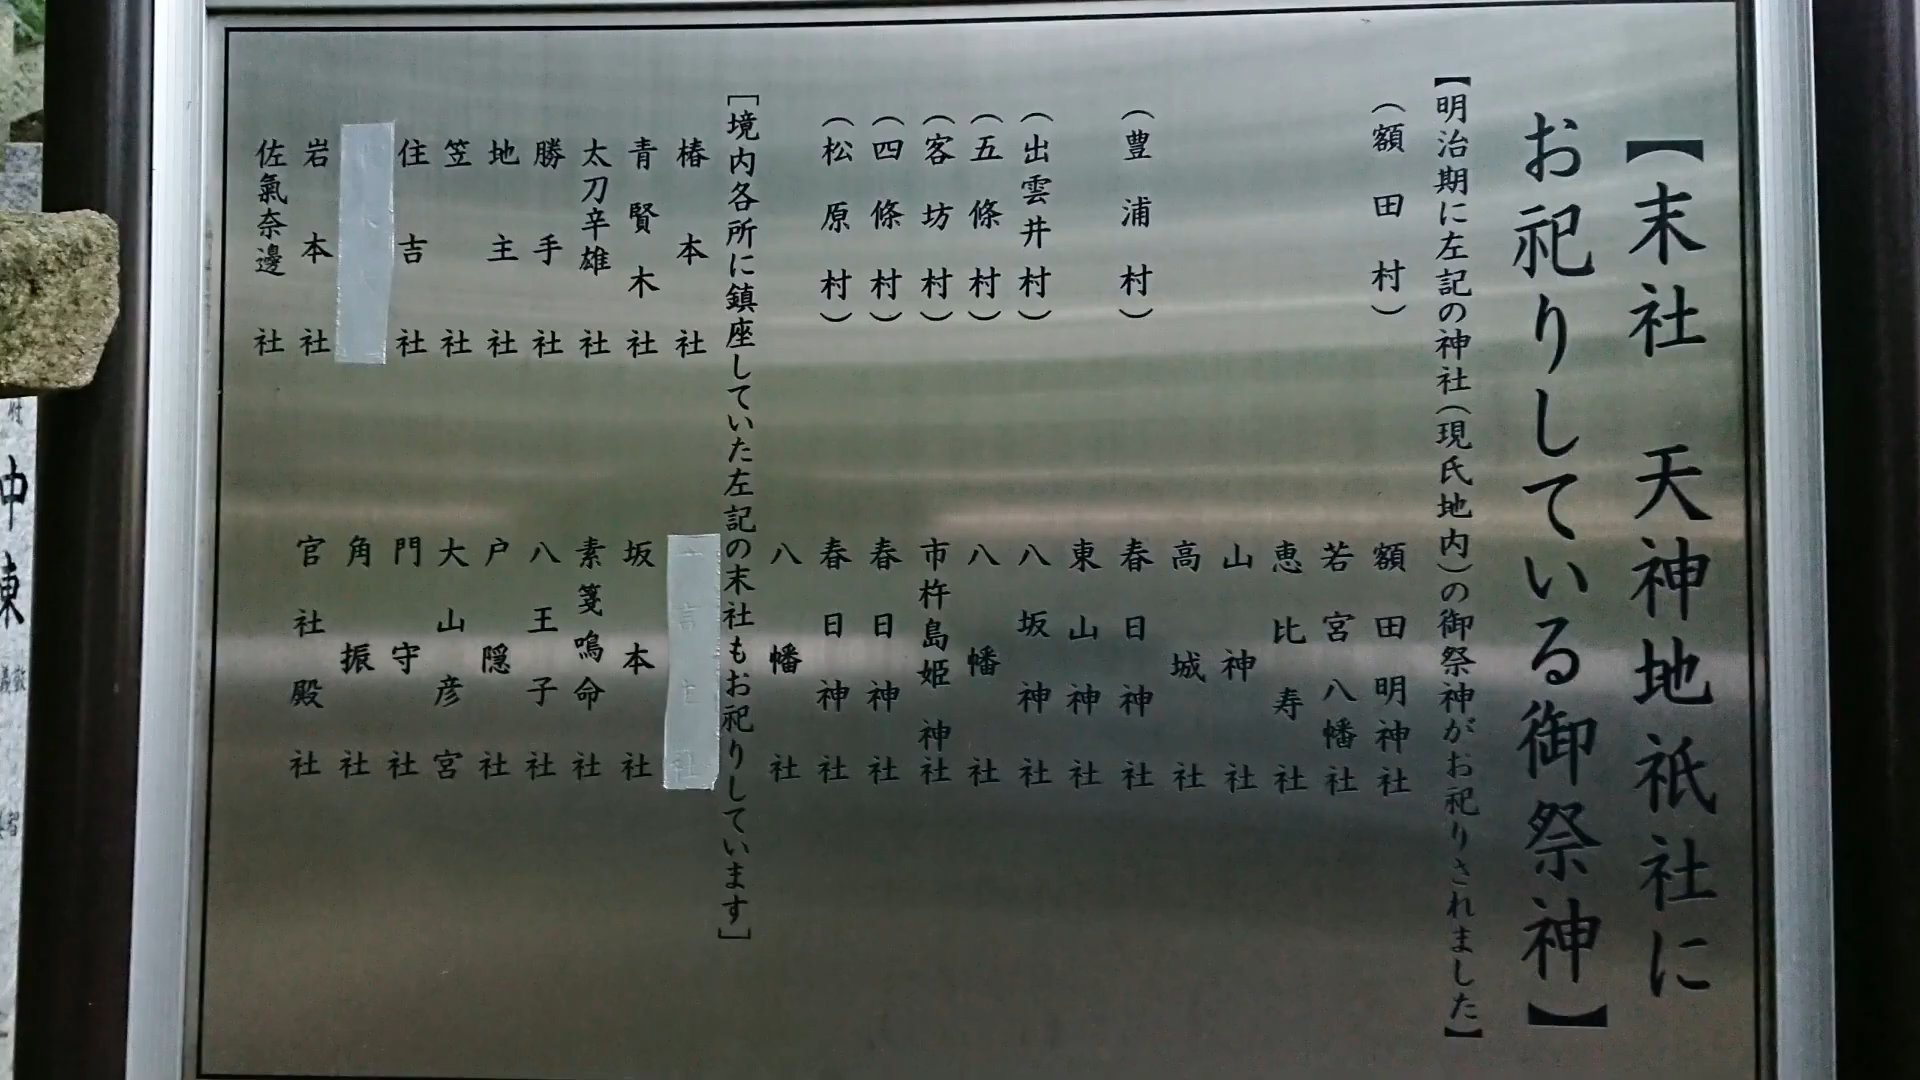 【末社 天神地祇社に
お祀りしている御祭神】
【明治期に左記の神社(現氏地内)の御祭神がお祀りされました】
(額田村) 額田明神社
若宮八幡社
恵比寿社
山神社
高城社
(豊浦村) 春日神社
東山神社
(出雲井村) 八坂神社
(五條村) 八幡社
(客坊村) 市杵島姫神社
(四條村) 春日神社
(松原村) 春日神社
八幡社
[境内各所に鎮座していた左記の末社もお祀りしています]
椿本社
青賢木社 坂本社
太刀辛雄社 素箋嗚命社
勝手社 八王子社
地主社 戸隠社
笠社 大山彦宮
住吉社 門守社
角振社
岩本社 官社殿社
佐氣奈邊社